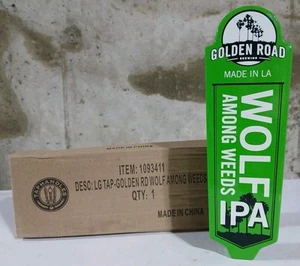 GOLDEN ROAD
BREWING
MADE IN LA
WOLF
AMONG WEEDS
IPA
ITEM: 1093411
DESC: LG TAP-GOLDEN RD WOLF AMONG WEEDS
QTY: 1
MADE IN CHINA